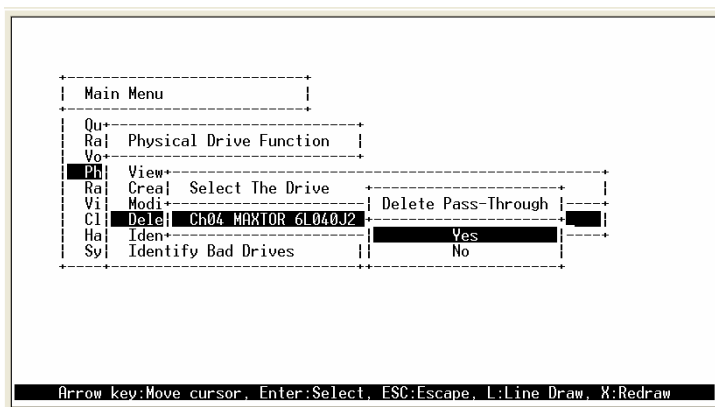 Main Menu
Qu
Ra Physical Drive Function
Vo
Ph View
Ra Crea Select The Drive
Vi Modi Delete Pass-Through
Cl Dele Ch04 MAXTOR 6L040J2
Ha Iden Yes
Sy Identify Bad Drives No
Arrow key:Move cursor, Enter:Select, ESC:Escape, L:Line Draw, X:Redraw